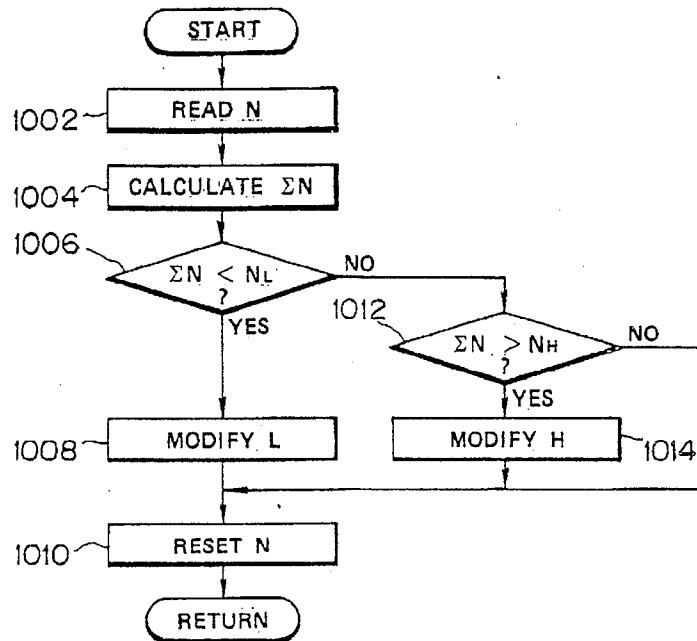 START
1002
READ N
1004
CALCULATE ΣN
1006
ΣN < NL
?
NO
YES
1012
ΣN > NH
?
NO
YES
1008
MODIFY L
MODIFY H
1014
1010
RESET N
RETURN